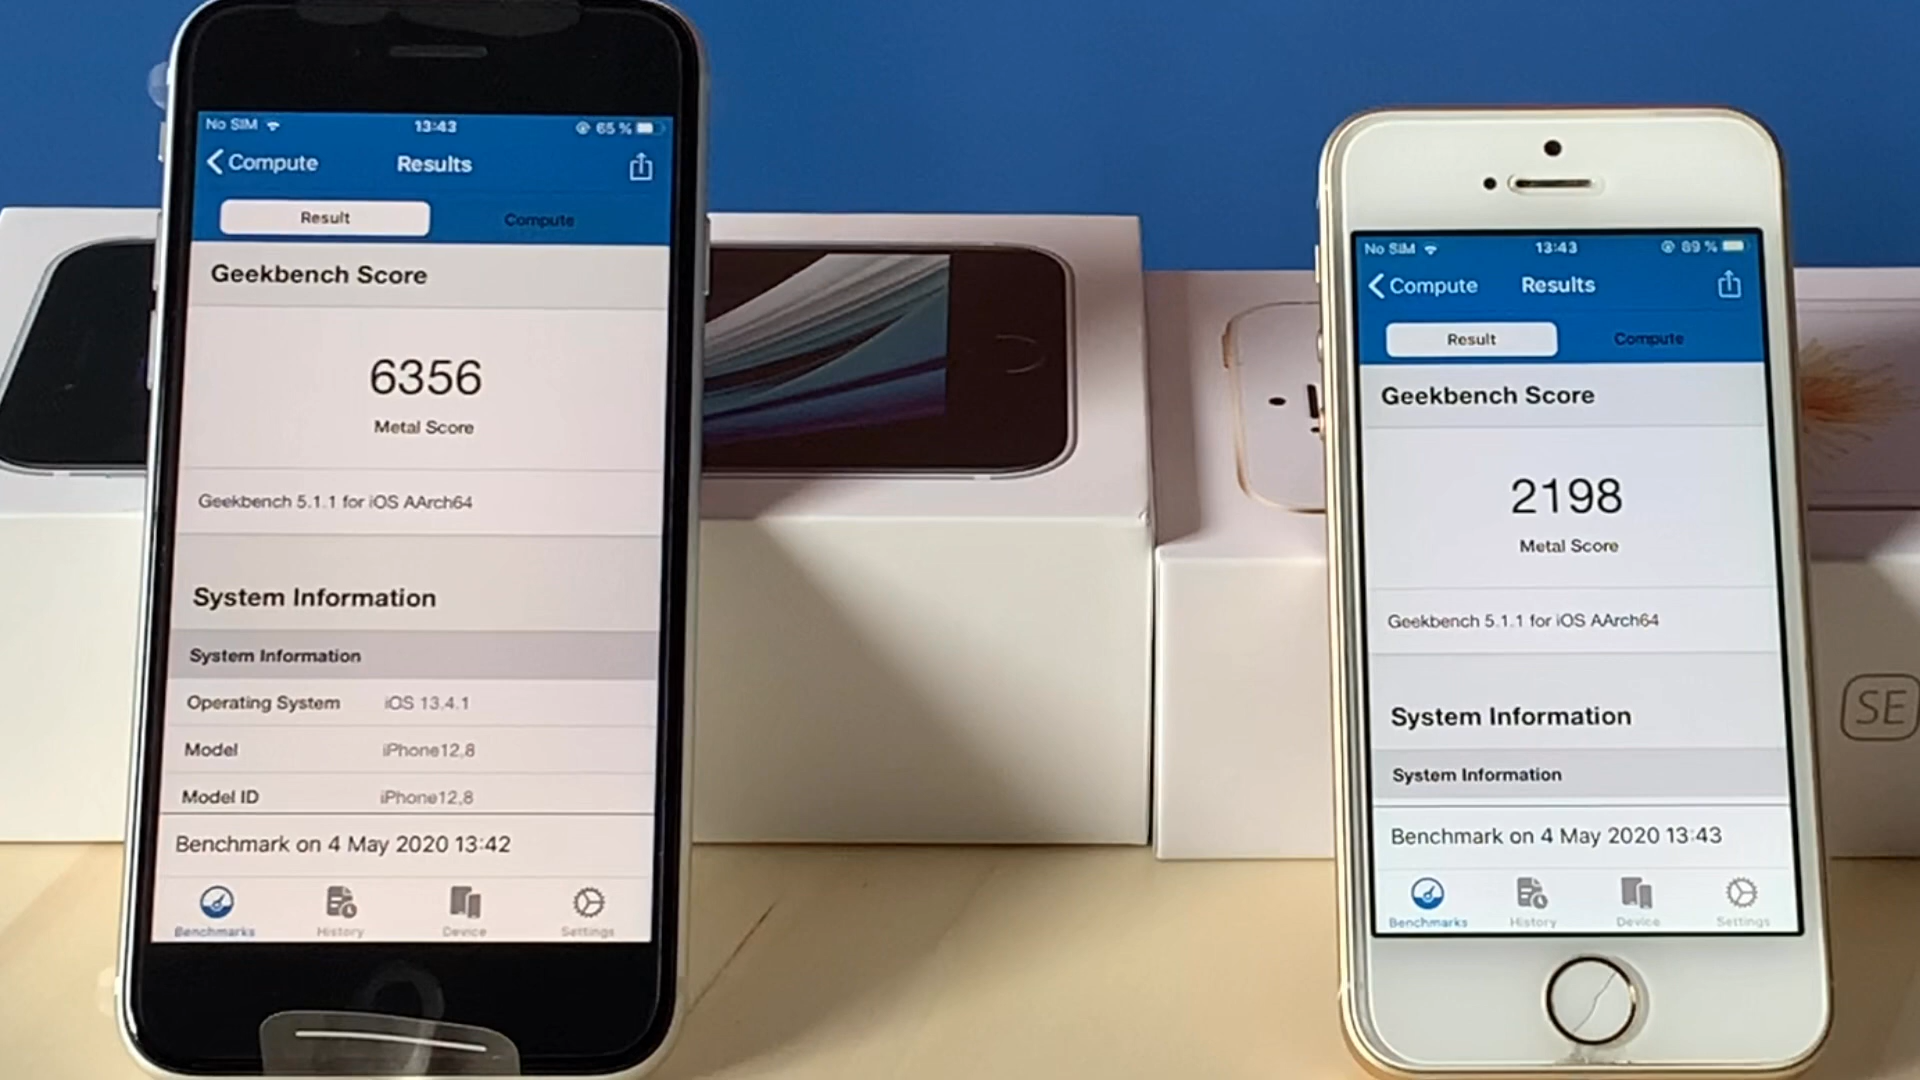 No SIM 13:43 65 %
Compute Results
Result Compute
Geekbench Score
6356
Metal Score
Geekbench 5.1.1 for iOS AArch64
System Information
System Information
Operating System iOS 13.4.1
Model iPhone12,8
Model ID iPhone12,8
Benchmark on 4 May 2020 13:42
Benchmarks History Device Settings
No SIM 13:43 89 %
Compute Results
Result Compute
Geekbench Score
2198
Metal Score
Geekbench 5.1.1 for iOS AArch64
System Information
System Information
Benchmark on 4 May 2020 13:43
Benchmarks History Device Settings
SE